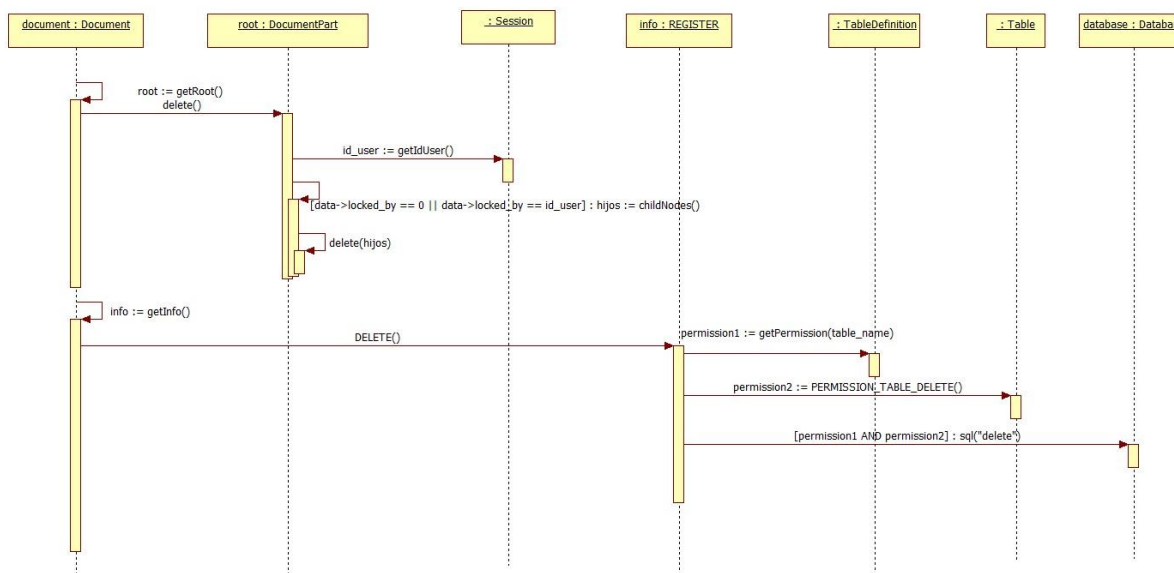 document : Document
root : DocumentPart
: Session
info : REGISTER
: TableDefinition
: Table
database : Databa
root := getRoot()
delete()
id_user := getIdUser()
[data->locked_by == 0 || data->locked_by == id_user] : hijos := childNodes()
delete(hijos)
info := getInfo()
DELETE()
permission1 := getPermission(table_name)
permission2 := PERMISSION_TABLE_DELETE()
[permission1 AND permission2] : sql("delete")